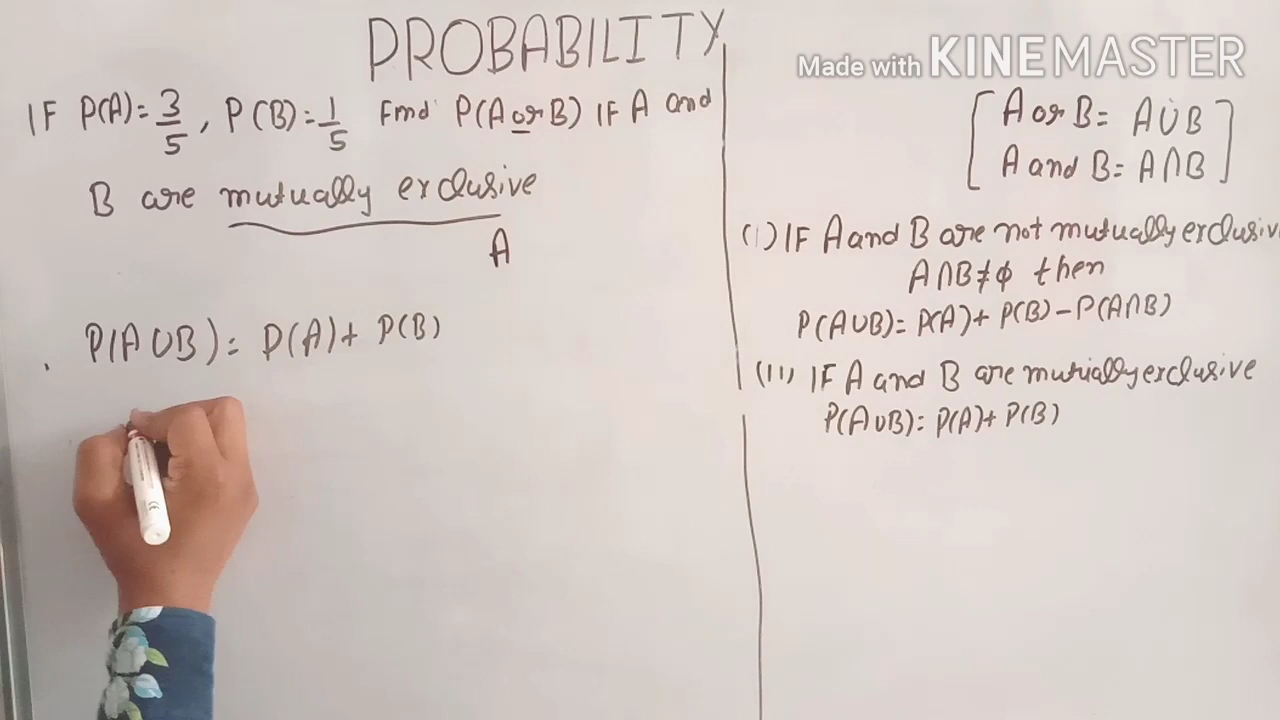 PROBABILITY
Made with KINEMASTER
IF P(A)=3/5, P(B)=1/5 Find P(A or B) IF A and
B are mutually exclusive
A
P(A∪B)= P(A)+ P(B)
[A or B= A∪B
A and B= A∩B]
(I) IF A and B are not mutually exclusiv
A∩B≠φ then
P(A∪B)= P(A)+ P(B)-P(A∩B)
(II) IF A and B are mutually exclusive
P(A∪B)= P(A)+ P(B)